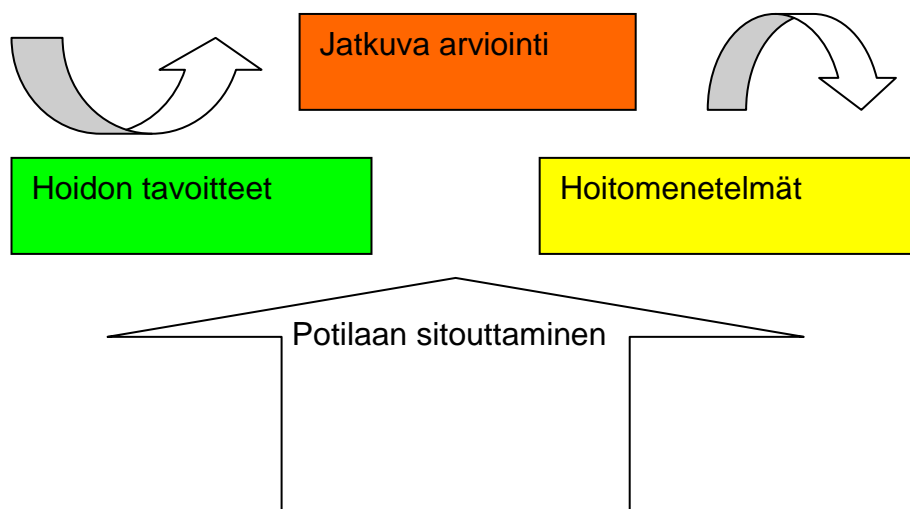 Jatkuva arviointi
Hoidon tavoitteet
Hoitomenetelmät
Potilaan sitouttaminen